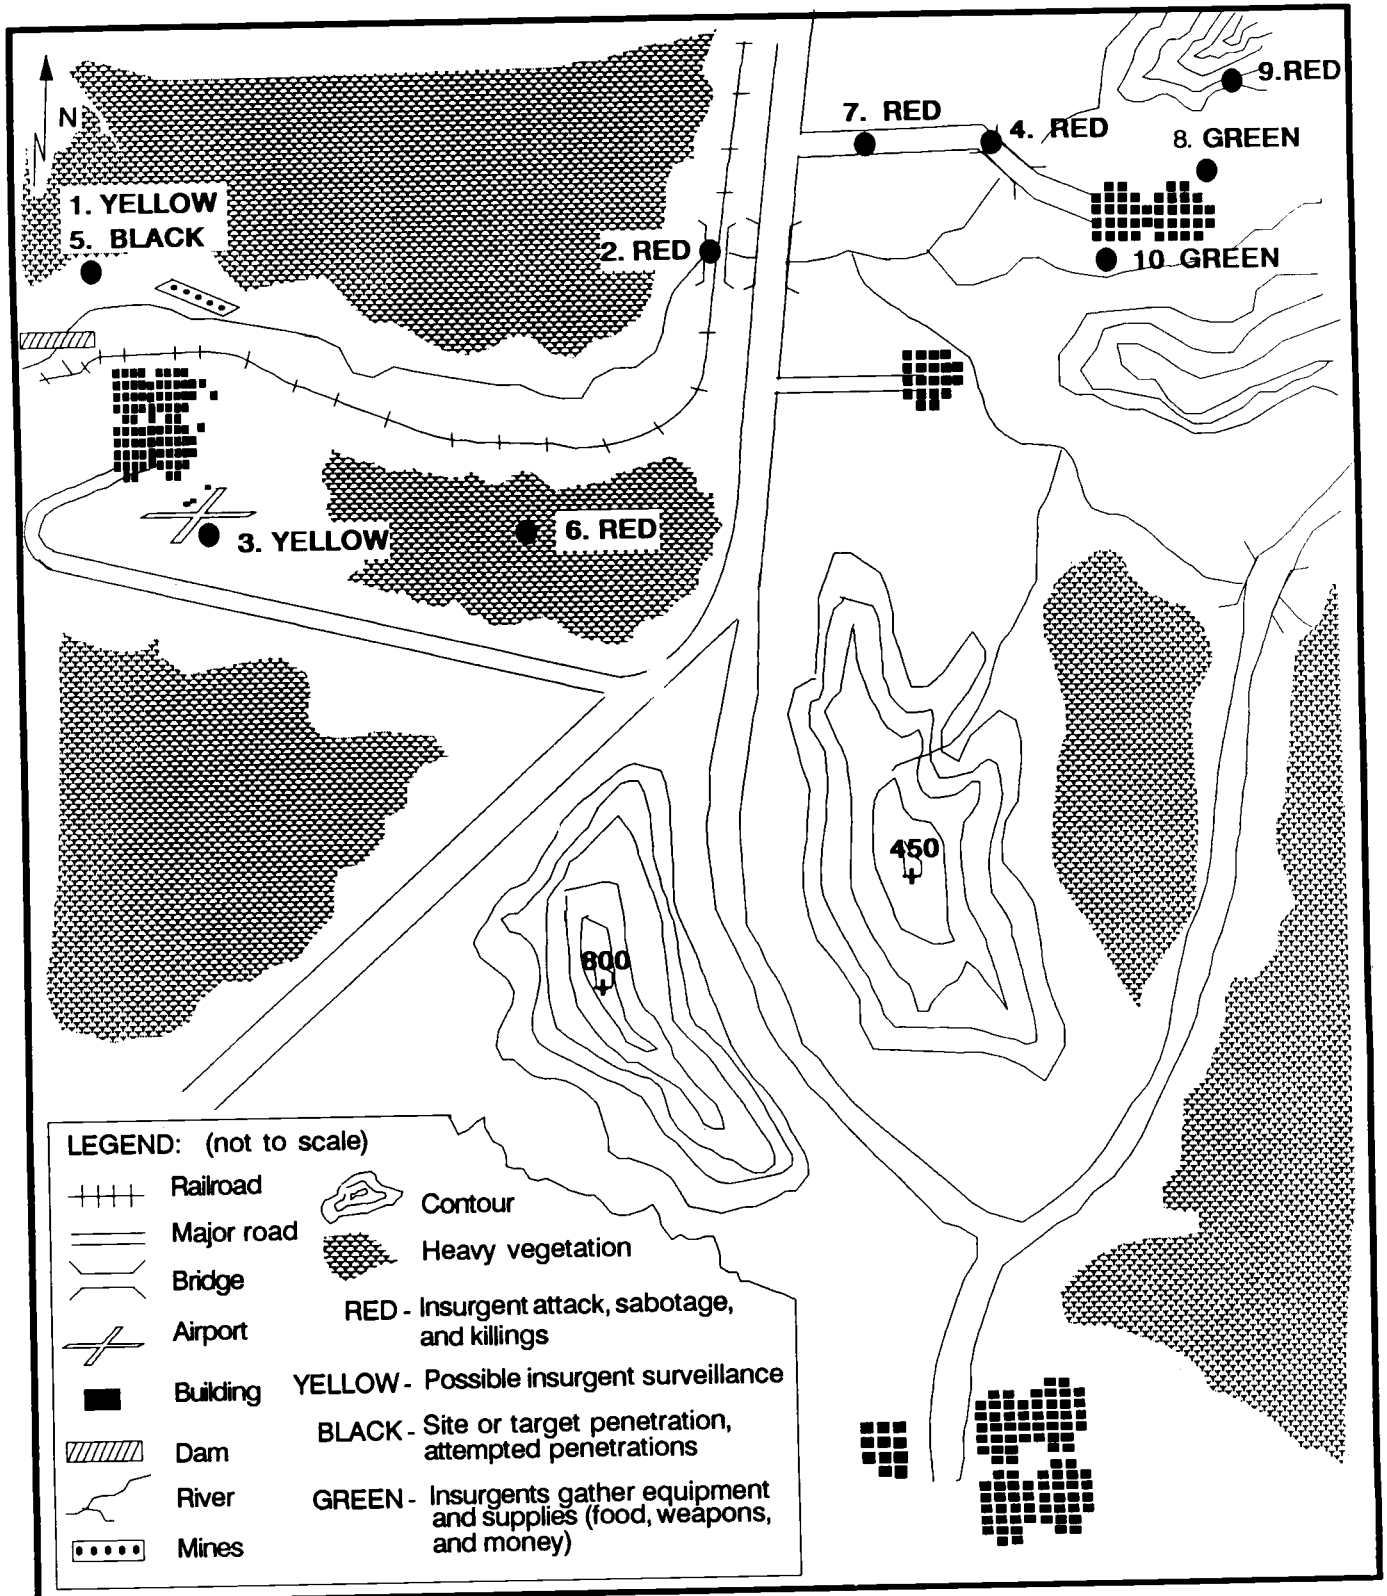 N
9.RED
7. RED
4. RED
8. GREEN
1. YELLOW
5. BLACK
2. RED
10 GREEN
3. YELLOW
6. RED
450
800
LEGEND: (not to scale)
Railroad
Major road
Bridge
Airport
Building
Dam
River
Mines
Contour
Heavy vegetation
RED - Insurgent attack, sabotage,
and killings
YELLOW - Possible insurgent surveillance
BLACK - Site or target penetration,
attempted penetrations
GREEN - Insurgents gather equipment
and supplies (food, weapons,
and money)